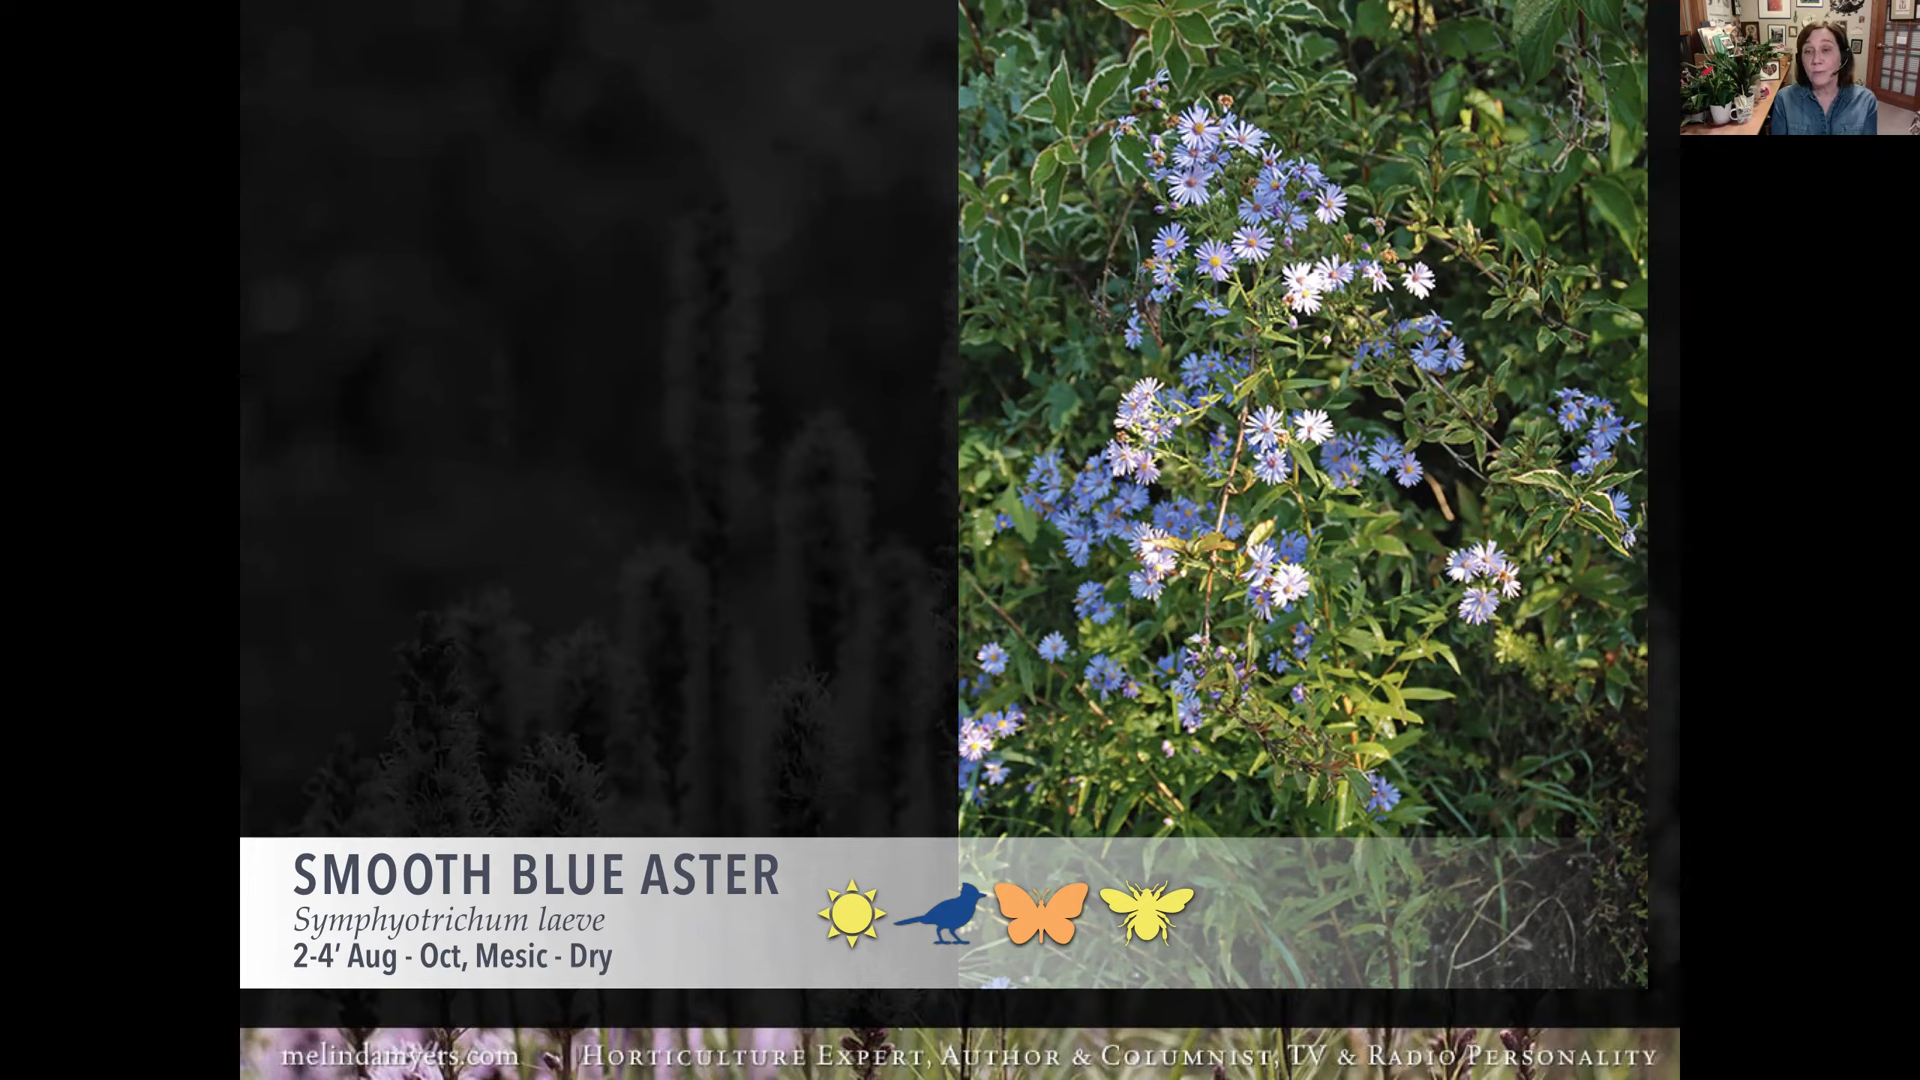 SMOOTH BLUE ASTER
Symphyotrichum laeve
2-4' Aug - Oct, Mesic - Dry
melindamyers.com ~ HORTICULTURE EXPERT, AUTHOR & COLUMNIST, TV & RADIO PERSONALITY